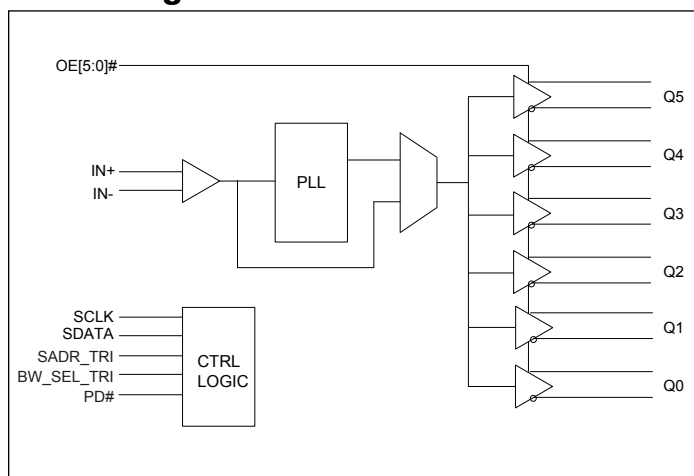 OE[5:0]#
Q5
Q4
IN+
IN-
PLL
Q3
Q2
SCLK
SDATA
SADR_TRI
BW_SEL_TRI
PD#
CTRL
LOGIC
Q1
Q0